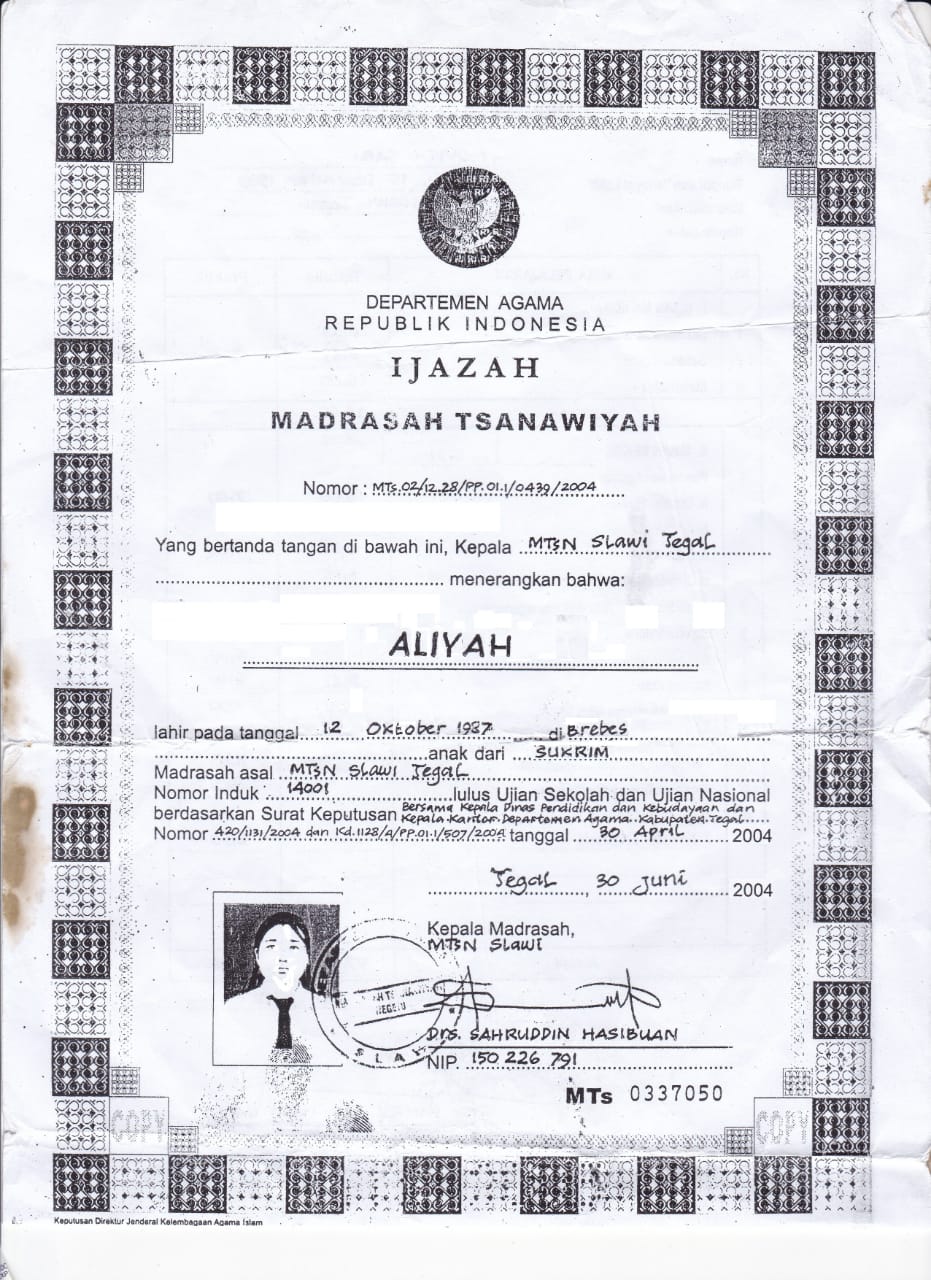 DEPARTEMEN AGAMA
REPUBLIK INDONESIA
IJAZAH
MADRASAH TSANAWIYAH
Nomor : MTs.02/12.28/PP.01.1/0439/2004
Yang bertanda tangan di bawah ini, Kepala MTsN Slawi Tegal
menerangkan bahwa:
ALIYAH
lahir pada tanggal 12 Oktober 1987 di Brebes
anak dari SUKRIM
Madrasah asal MTsN Slawi Tegal
Nomor Induk 14001 lulus Ujian Sekolah dan Ujian Nasional
berdasarkan Surat Keputusan Bersama Kepala Dinas Pendidikan dan Kebudayaan dan
Kepala Kantor Departemen Agama Kabupaten Tegal
Nomor 420/1131/2004 dan Kd.1128/4/PP.01.1/507/2004 tanggal 30 April 2004
Tegal, 30 Juni 2004
Kepala Madrasah,
MTsN Slawi
NEGERI
SLAW
Drs. SAHRUDDIN HASIBUAN
NIP. 150 226 791
MTs 0337050
COPY
COPY
Keputusan Direktur Jenderal Kelembagaan Agama Islam